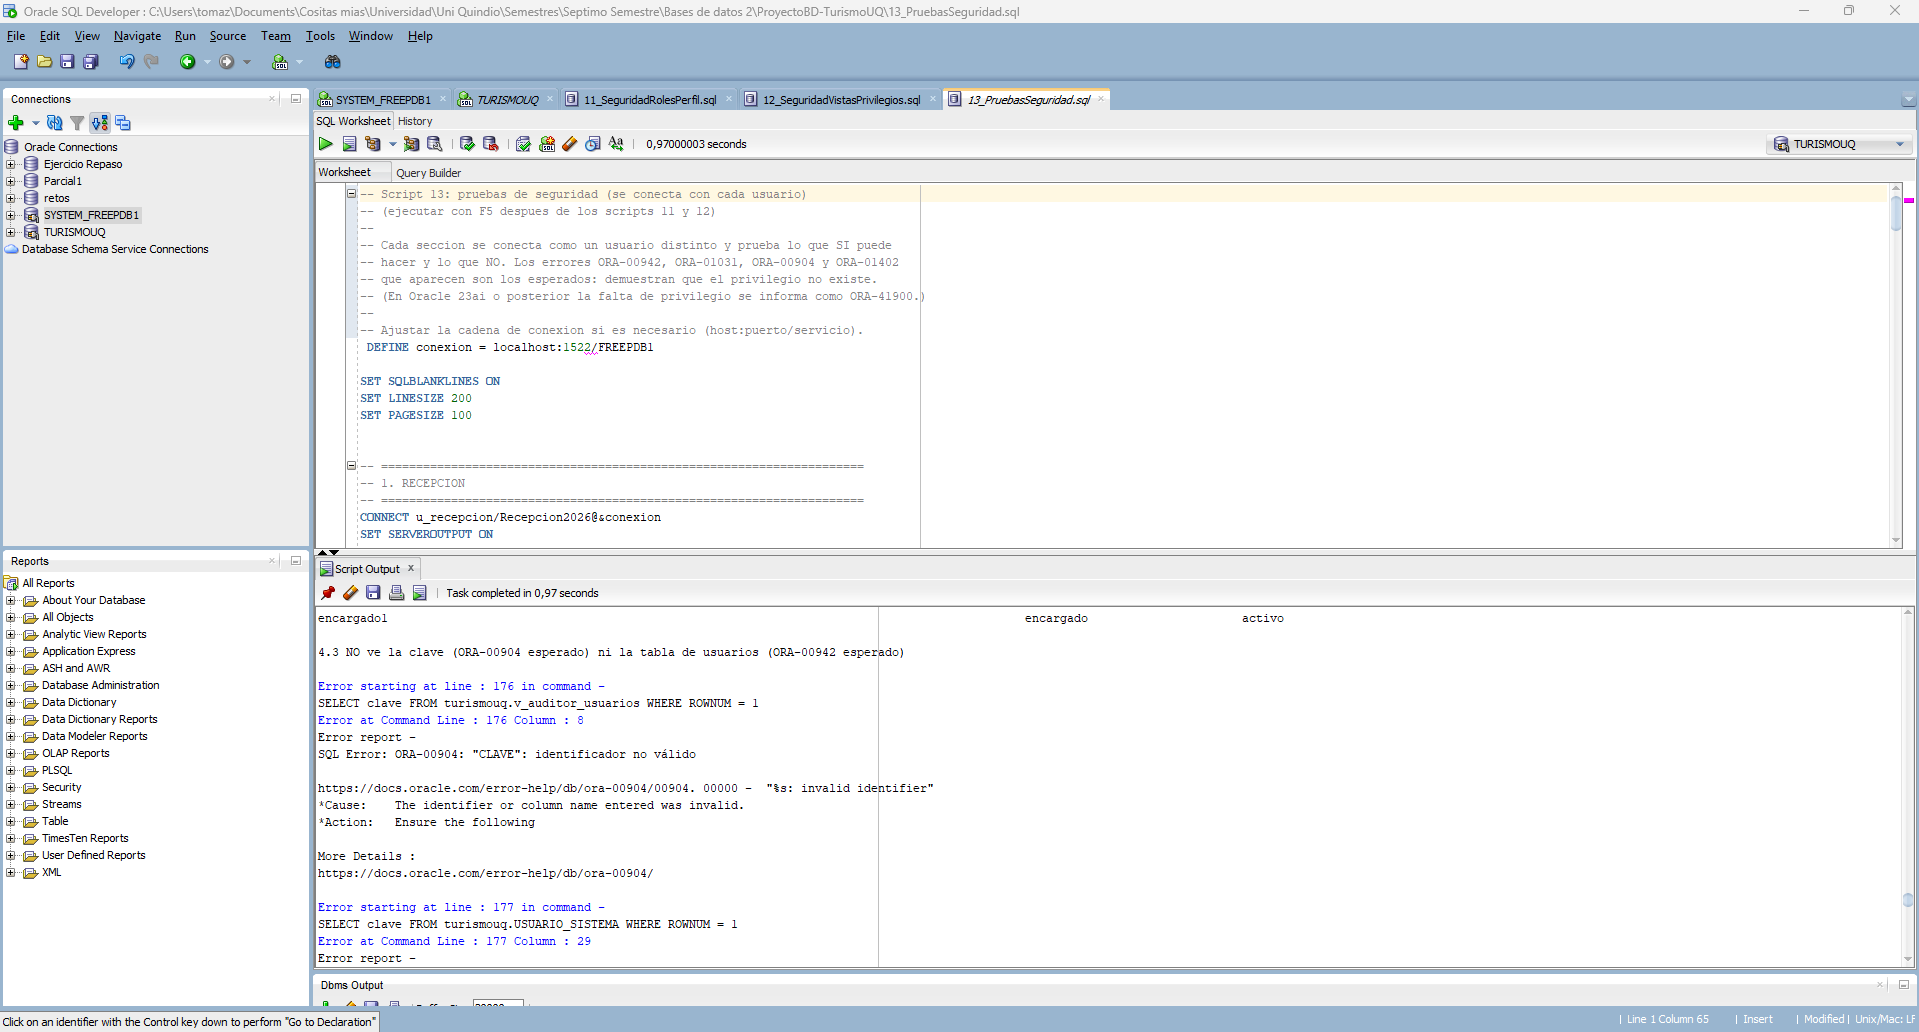 Oracle SQL Developer : C:\Users\tomaz\Documents\Cositas mias\Universidad\Uni Quindio\Semestres\Septimo Semestre\Bases de datos 2\ProyectoBD-TurismoUQ\13_PruebasSeguridad.sql
File Edit View Navigate Run Source Team Tools Window Help
Connections
Oracle Connections
Ejercicio Repaso
Parcial1
retos
SYSTEM_FREEPDB1
TURISMOUQ
Database Schema Service Connections
Reports
All Reports
About Your Database
All Objects
Analytic View Reports
Application Express
ASH and AWR
Database Administration
Data Dictionary
Data Dictionary Reports
Data Modeler Reports
OLAP Reports
PLSQL
Security
Streams
Table
TimesTen Reports
User Defined Reports
XML
SYSTEM_FREEPDB1 TURISMOUQ 11_SeguridadRolesPerfil.sql 12_SeguridadVistasPrivilegios.sql 13_PruebasSeguridad.sql
SQL Worksheet History
0,97000003 seconds
TURISMOUQ
Worksheet Query Builder
-- Script 13: pruebas de seguridad (se conecta con cada usuario)
-- (ejecutar con F5 despues de los scripts 11 y 12)
--
-- Cada seccion se conecta como un usuario distinto y prueba lo que SI puede
-- hacer y lo que NO. Los errores ORA-00942, ORA-01031, ORA-00904 y ORA-01402
-- que aparecen son los esperados: demuestran que el privilegio no existe.
-- (En Oracle 23ai o posterior la falta de privilegio se informa como ORA-41900.)
--
-- Ajustar la cadena de conexion si es necesario (host:puerto/servicio).
DEFINE conexion = localhost:1522/FREEPDB1
SET SQLBLANKLINES ON
SET LINESIZE 200
SET PAGESIZE 100
-- =====================================================================
-- 1. RECEPCION
-- =====================================================================
CONNECT u_recepcion/Recepcion2026@&conexion
SET SERVEROUTPUT ON
Script Output
Task completed in 0,97 seconds
encargado1 encargado activo
4.3 NO ve la clave (ORA-00904 esperado) ni la tabla de usuarios (ORA-00942 esperado)
Error starting at line : 176 in command -
SELECT clave FROM turismouq.v_auditor_usuarios WHERE ROWNUM = 1
Error at Command Line : 176 Column : 8
Error report -
SQL Error: ORA-00904: "CLAVE": identificador no válido
https://docs.oracle.com/error-help/db/ora-00904/00904. 00000 - "%s: invalid identifier"
*Cause: The identifier or column name entered was invalid.
*Action: Ensure the following
More Details :
https://docs.oracle.com/error-help/db/ora-00904/
Error starting at line : 177 in command -
SELECT clave FROM turismouq.USUARIO_SISTEMA WHERE ROWNUM = 1
Error at Command Line : 177 Column : 29
Error report -
Dbms Output
Click on an identifier with the Control key down to perform "Go to Declaration"
Line 1 Column 65 Insert Modified Unix/Mac: LF